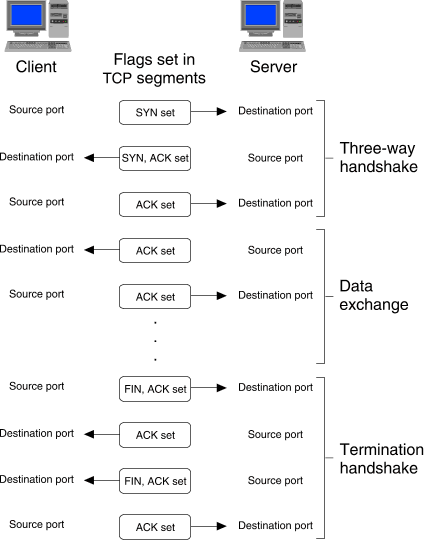 Client
Flags set in
TCP segments
Server
Source port
SYN set
Destination port
Destination port
SYN, ACK set
Source port
Source port
ACK set
Destination port
Three-way
handshake
Destination port
ACK set
Source port
Source port
ACK set
Destination port
Data
exchange
Source port
FIN, ACK set
Destination port
Destination port
ACK set
Source port
Destination port
FIN, ACK set
Source port
Source port
ACK set
Destination port
Termination
handshake